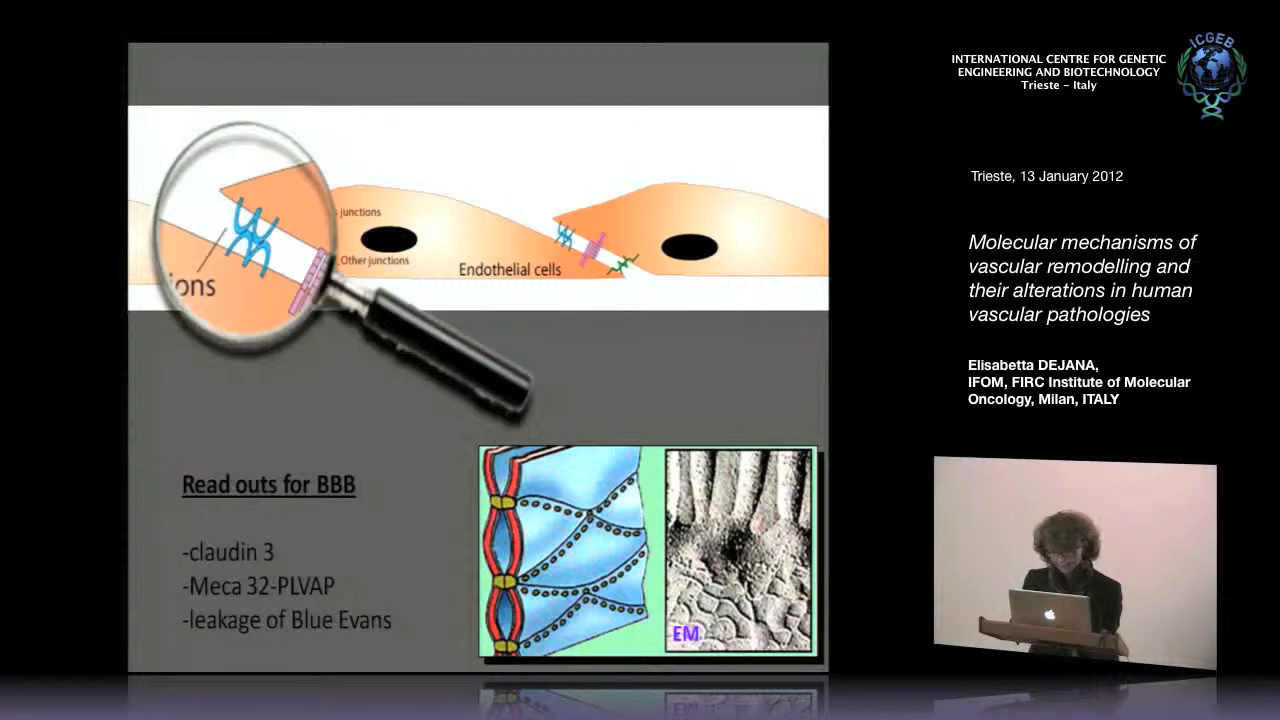 INTERNATIONAL CENTRE FOR GENETIC
ENGINEERING AND BIOTECHNOLOGY
Trieste - Italy
ICGEB
Trieste, 13 January 2012
Molecular mechanisms of
vascular remodelling and
their alterations in human
vascular pathologies
Elisabetta DEJANA,
IFOM, FIRC Institute of Molecular
Oncology, Milan, ITALY
junctions
Other junctions
Endothelial cells
ions
Read outs for BBB
-claudin 3
-Meca 32-PLVAP
-leakage of Blue Evans
EM